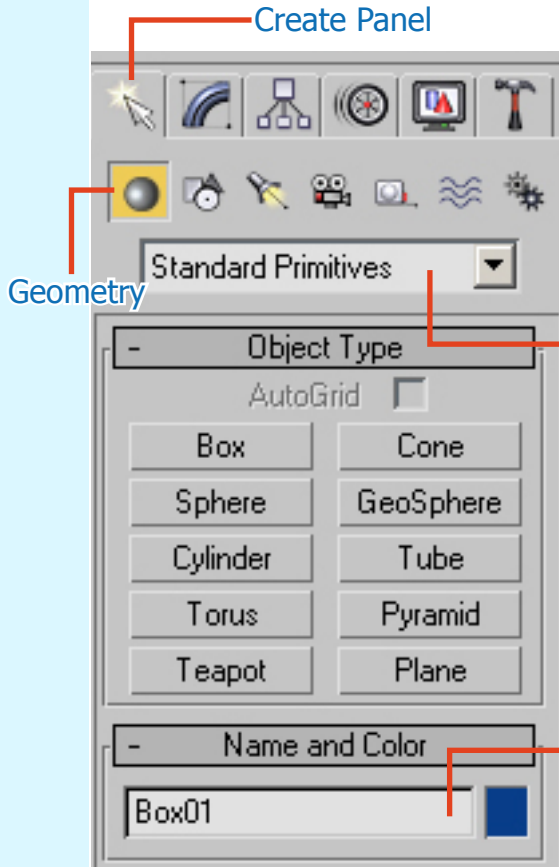 Create Panel
Geometry
Standard Primitives
- Object Type
AutoGrid
Box Cone
Sphere GeoSphere
Cylinder Tube
Torus Pyramid
Teapot Plane
- Name and Color
Box01